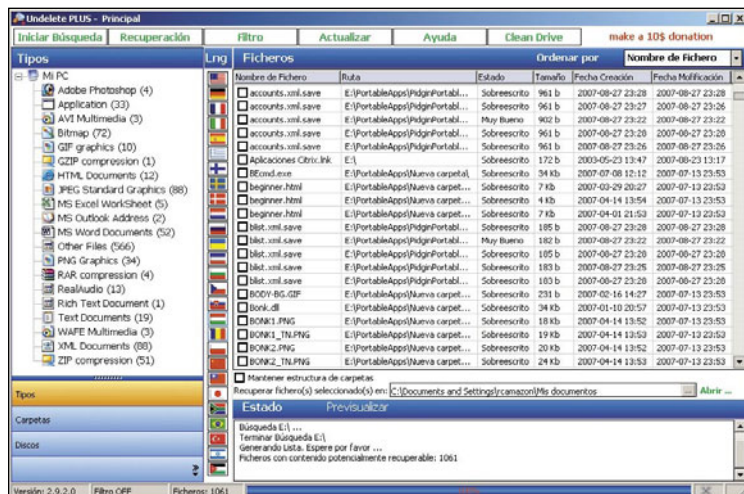 Undelete PLUS - Principal
Iniciar Búsqueda Recuperación Filtro Actualizar Ayuda Clean Drive make a 10$ donation
Tipos Lng Ficheros Ordenar por Nombre de Fichero
Mi PC
Adobe Photoshop (4)
Application (33)
AVI Multimedia (3)
Bitmap (72)
GIF graphics (10)
GZIP compression (1)
HTML Documents (12)
JPEG Standard Graphics (88)
MS Excel WorkSheet (5)
MS Outlook Address (2)
MS Word Documents (52)
Other Files (566)
PNG Graphics (34)
RAR compression (4)
RealAudio (13)
Rich Text Document (1)
Text Documents (19)
WAFE Multimedia (3)
XML Documents (88)
ZIP compression (51)
Tipos
Carpetas
Discos
Nombre de Fichero Ruta Estado Tamaño Fecha Creación Fecha Mofificación
accounts.xml.save E:\PortableApps\PidginPortabl... Sobreescrito 961 b 2007-08-27 23:28 2007-08-27 23:28
accounts.xml.save E:\PortableApps\PidginPortabl... Sobreescrito 961 b 2007-08-27 23:27 2007-08-27 23:26
accounts.xml.save E:\PortableApps\PidginPortabl... Muy Bueno 902 b 2007-08-27 23:22 2007-08-27 23:22
accounts.xml.save E:\PortableApps\PidginPortabl... Sobreescrito 961 b 2007-08-27 23:28 2007-08-27 23:28
accounts.xml.save E:\PortableApps\PidginPortabl... Sobreescrito 961 b 2007-08-27 23:26 2007-08-27 23:26
Aplicaciones Citrix.lnk E:\ Sobreescrito 172 b 2003-05-23 13:47 2007-08-23 13:17
BEcmd.exe E:\PortableApps\Nueva carpeta\ Sobreescrito 34 Kb 2007-07-08 12:12 2007-07-13 23:53
beginner.html E:\PortableApps\Nueva carpet... Sobreescrito 7 Kb 2007-03-29 20:27 2007-07-13 23:53
beginner.html E:\PortableApps\Nueva carpet... Sobreescrito 4 kb 2007-04-14 13:54 2007-07-13 23:53
beginner.html E:\PortableApps\Nueva carpet... Sobreescrito 7 Kb 2007-04-01 21:53 2007-07-13 23:53
blist.xml.save E:\PortableApps\PidginPortabl... Sobreescrito 185 b 2007-08-27 23:28 2007-08-27 23:28
blist.xml.save E:\PortableApps\PidginPortabl... Muy Bueno 182 b 2007-08-27 23:22 2007-08-27 23:22
blist.xml.save E:\PortableApps\PidginPortabl... Sobreescrito 185 b 2007-08-27 23:28 2007-08-27 23:28
blist.xml.save E:\PortableApps\PidginPortabl... Sobreescrito 183 b 2007-08-27 23:25 2007-08-27 23:25
blist.xml.save E:\PortableApps\PidginPortabl... Sobreescrito 183 b 2007-08-27 23:28 2007-08-27 23:28
BODY-BG.GIF E:\PortableApps\Nueva carpet... Sobreescrito 231 b 2007-02-16 14:27 2007-07-13 23:53
Bonk.dll E:\PortableApps\Nueva carpet... Sobreescrito 34 Kb 2007-01-10 20:57 2007-07-13 23:53
BONK1.PNG E:\PortableApps\Nueva carpet... Sobreescrito 18 Kb 2007-04-14 13:52 2007-07-13 23:53
BONK1_TN.PNG E:\PortableApps\Nueva carpet... Sobreescrito 19 Kb 2007-04-14 13:53 2007-07-13 23:53
BONK2.PNG E:\PortableApps\Nueva carpet... Sobreescrito 20 Kb 2007-04-14 13:52 2007-07-13 23:53
BONK2_TN.PNG E:\PortableApps\Nueva carpet... Sobreescrito 24 Kb 2007-04-14 13:53 2007-07-13 23:53
Mantener estructura de carpetas
Recuperar fichero(s) seleccionado(s) en: C:\Documents and Settings\rcamazon\Mis documentos ... Abrir ...
Estado Previsualizar
Búsqueda E:\ ...
Terminar Búsqueda E:\
Generando Lista. Espere por favor ...
Ficheros con contenido potencialmente recuperable: 1061
Versión: 2.9.2.0 Filtro OFF Ficheros: 1061